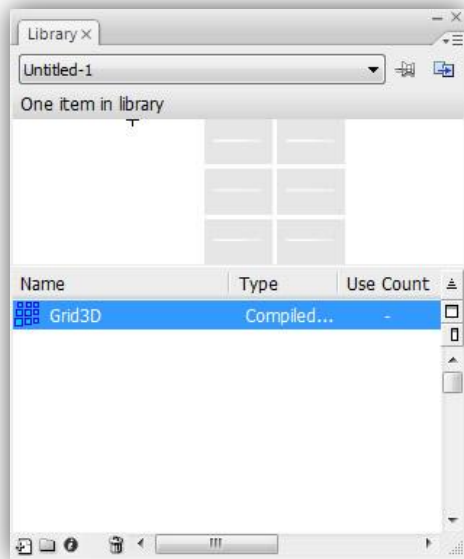 Library
Untitled-1
One item in library
Name Type Use Count
Grid3D Compiled... -